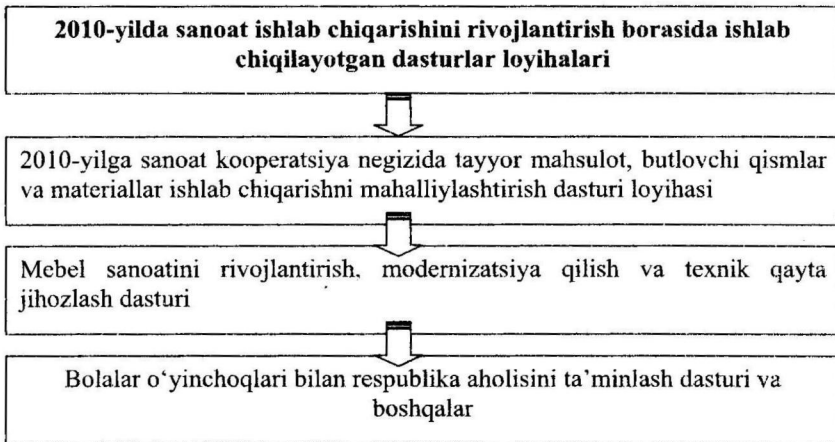 2010-yilda sanoat ishlab chiqarishini rivojlantirish borasida ishlab
chiqilayotgan dasturlar loyihalari
2010-yilga sanoat kooperatsiya negizida tayyor mahsulot, butlovchi qismlar
va materiallar ishlab chiqarishni mahalliylashtirish dasturi loyihasi
Mebel sanoatini rivojlantirish, modernizatsiya qilish va texnik qayta
jihozlash dasturi
Bolalar o‘yinchoqlari bilan respublika aholisini ta’minlash dasturi va
boshqalar